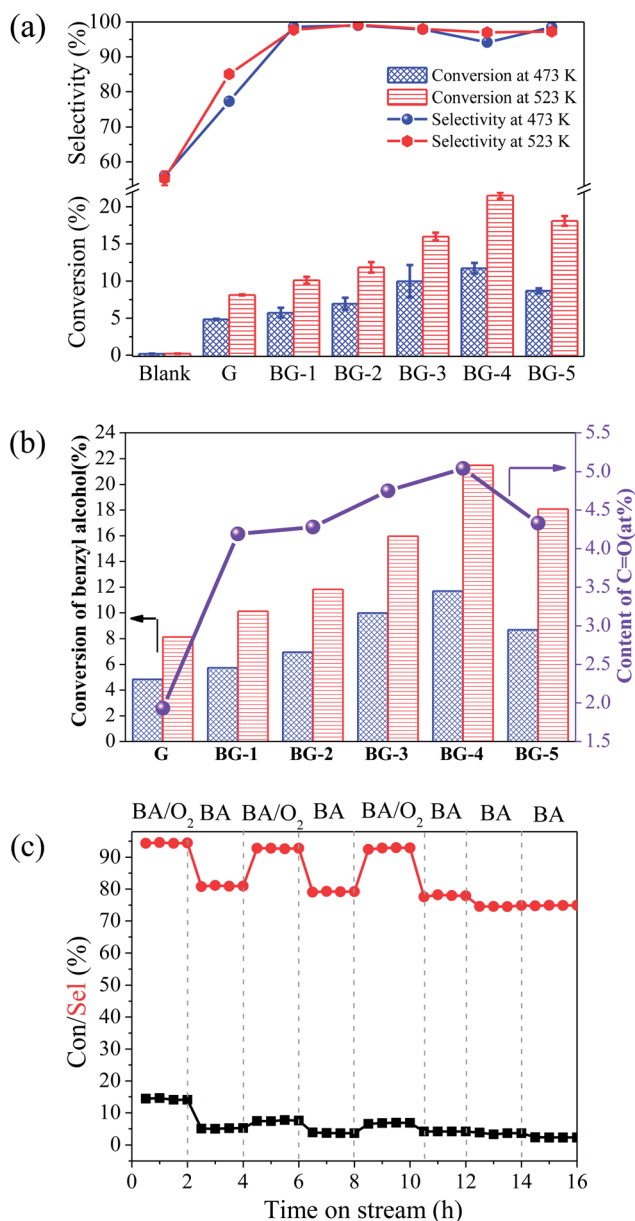 (a)
Selectivity (%)
Conversion (%)
100
90
80
70
60
20
15
10
5
0
Conversion at 473 K
Conversion at 523 K
Selectivity at 473 K
Selectivity at 523 K
Blank G BG-1 BG-2 BG-3 BG-4 BG-5
(b)
Conversion of benzyl alcohol(%)
24
22
20
18
16
14
12
10
8
6
4
2
0
5.5
5.0
4.5
4.0
3.5
3.0
2.5
2.0
1.5
Content of C=O(at%)
G BG-1 BG-2 BG-3 BG-4 BG-5
BA/O2 BA BA/O2 BA BA/O2 BA BA BA
(c)
Con/Sel (%)
90
80
70
60
50
40
30
20
10
0
0 2 4 6 8 10 12 14 16
Time on stream (h)